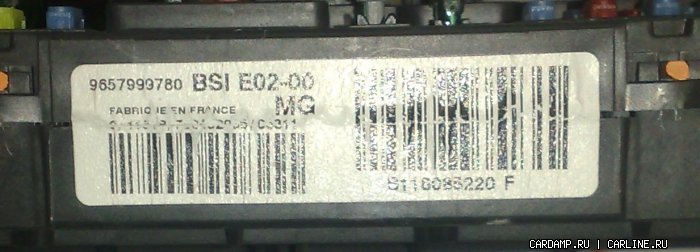 9657999780 BSI E02-00
FABRIQUE EN FRANCE MG
S118085220 F
CARDAMP.RU | CARLINE.RU